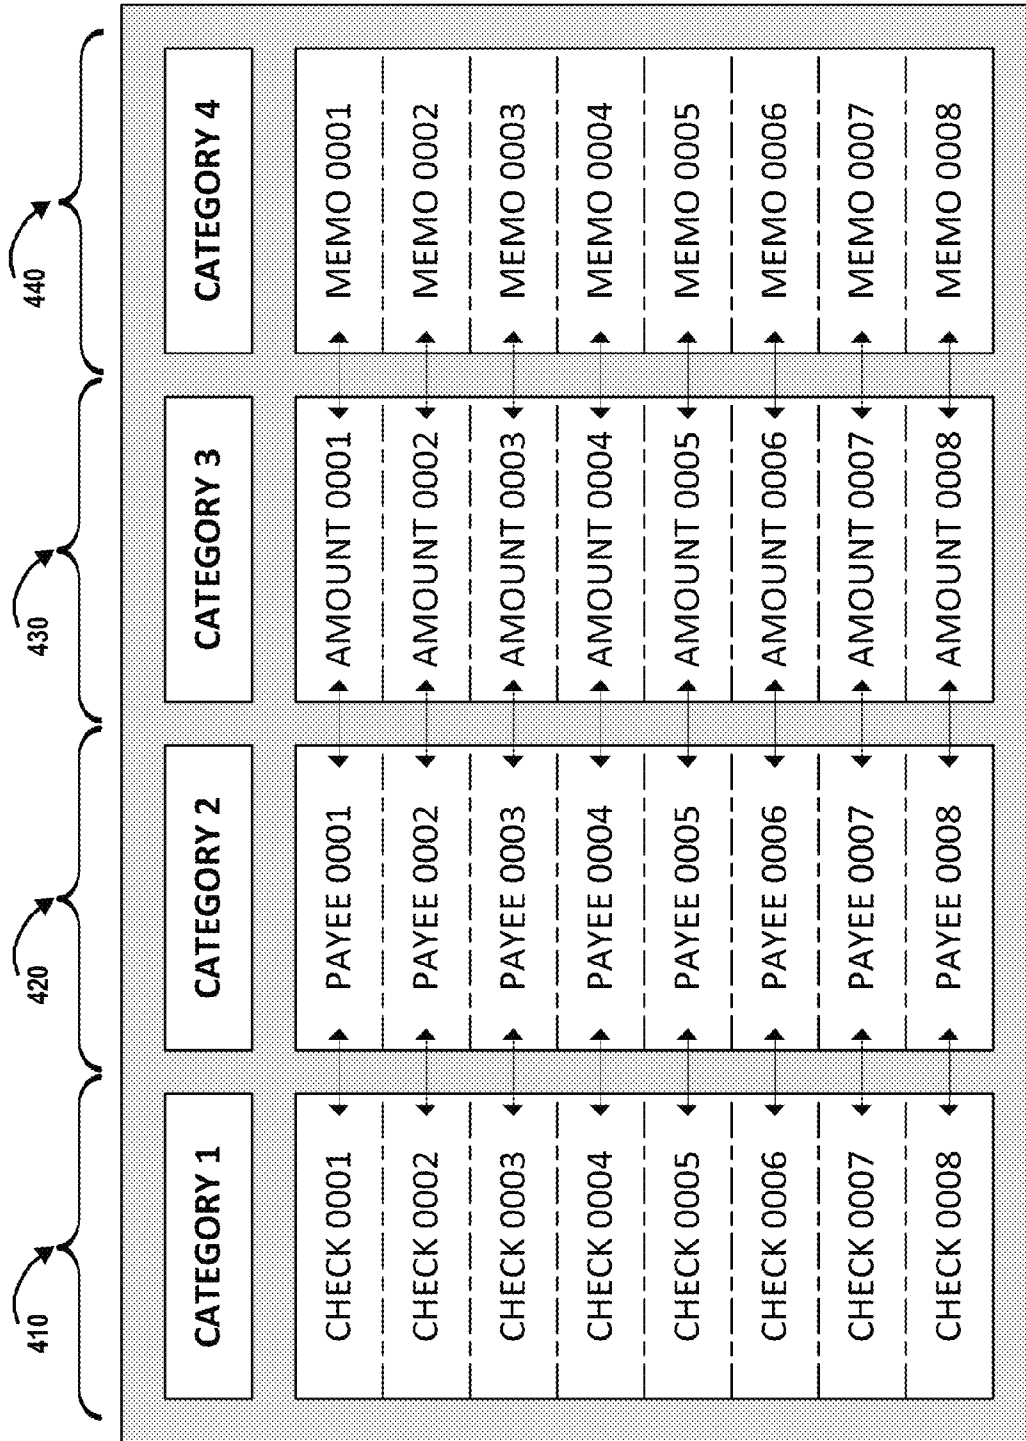 410 420 430 440
CATEGORY 1 CATEGORY 2 CATEGORY 3 CATEGORY 4
CHECK 0001 PAYEE 0001 AMOUNT 0001 MEMO 0001
CHECK 0002 PAYEE 0002 AMOUNT 0002 MEMO 0002
CHECK 0003 PAYEE 0003 AMOUNT 0003 MEMO 0003
CHECK 0004 PAYEE 0004 AMOUNT 0004 MEMO 0004
CHECK 0005 PAYEE 0005 AMOUNT 0005 MEMO 0005
CHECK 0006 PAYEE 0006 AMOUNT 0006 MEMO 0006
CHECK 0007 PAYEE 0007 AMOUNT 0007 MEMO 0007
CHECK 0008 PAYEE 0008 AMOUNT 0008 MEMO 0008